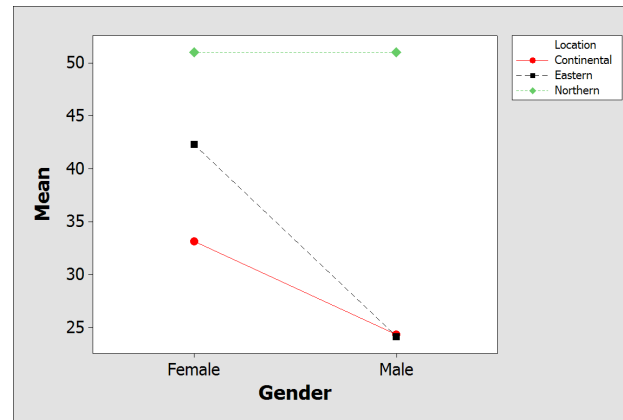 Location
Continental
Eastern
Northern
50
45
40
35
30
25
Mean
Female
Male
Gender